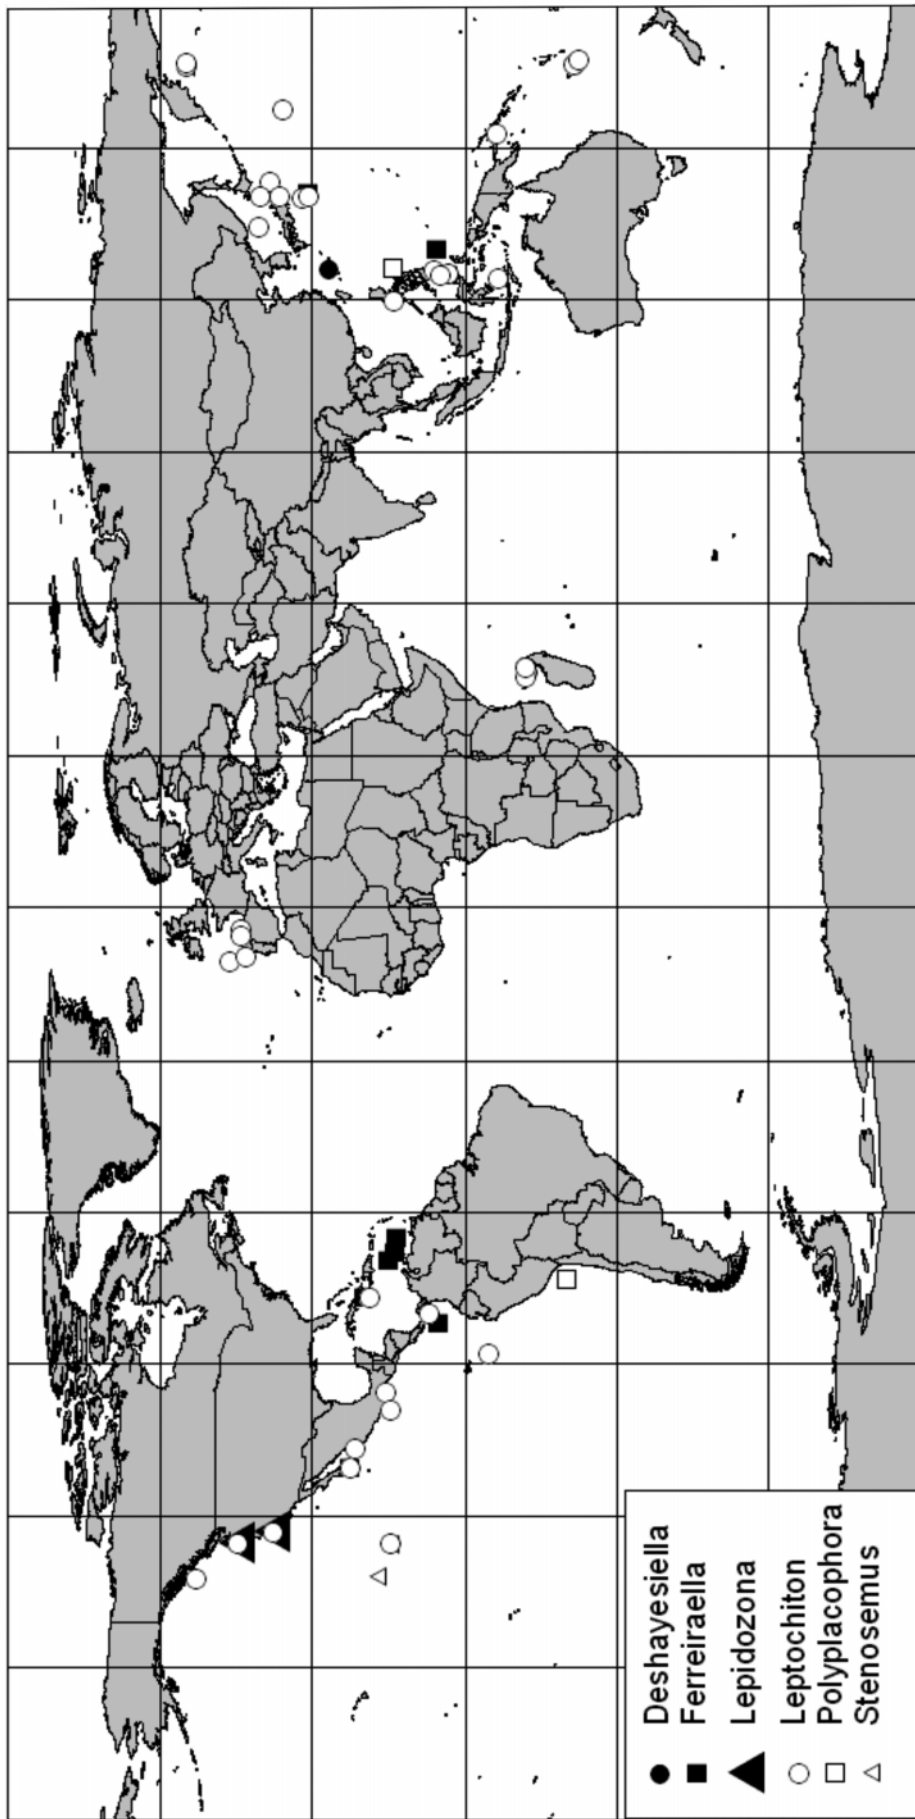 Deshayesiella
Ferreiraella
Lepidozona
Leptochiton
Polyplacophora
Stenosemus